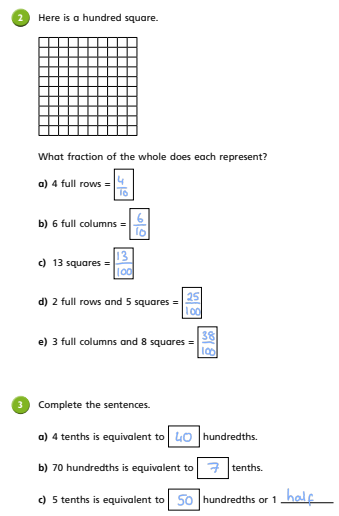 2 Here is a hundred square.
What fraction of the whole does each represent?
a) 4 full rows = 4/10
b) 6 full columns = 6/10
c) 13 squares = 13/100
d) 2 full rows and 5 squares = 25/100
e) 3 full columns and 8 squares = 38/100
3 Complete the sentences.
a) 4 tenths is equivalent to 40 hundredths.
b) 70 hundredths is equivalent to 7 tenths.
c) 5 tenths is equivalent to 50 hundredths or 1 half